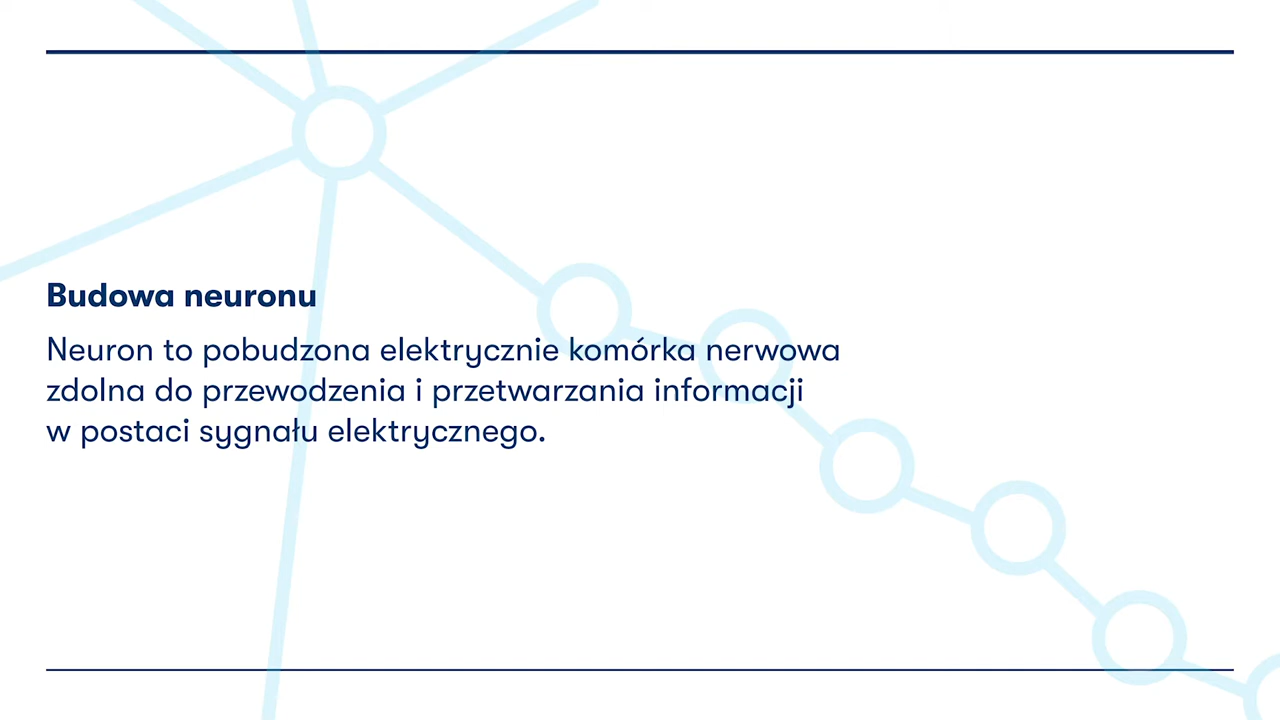 Budowa neuronu
Neuron to pobudzona elektrycznie komórka nerwowa
zdolna do przewodzenia i przetwarzania informacji
w postaci sygnału elektrycznego.